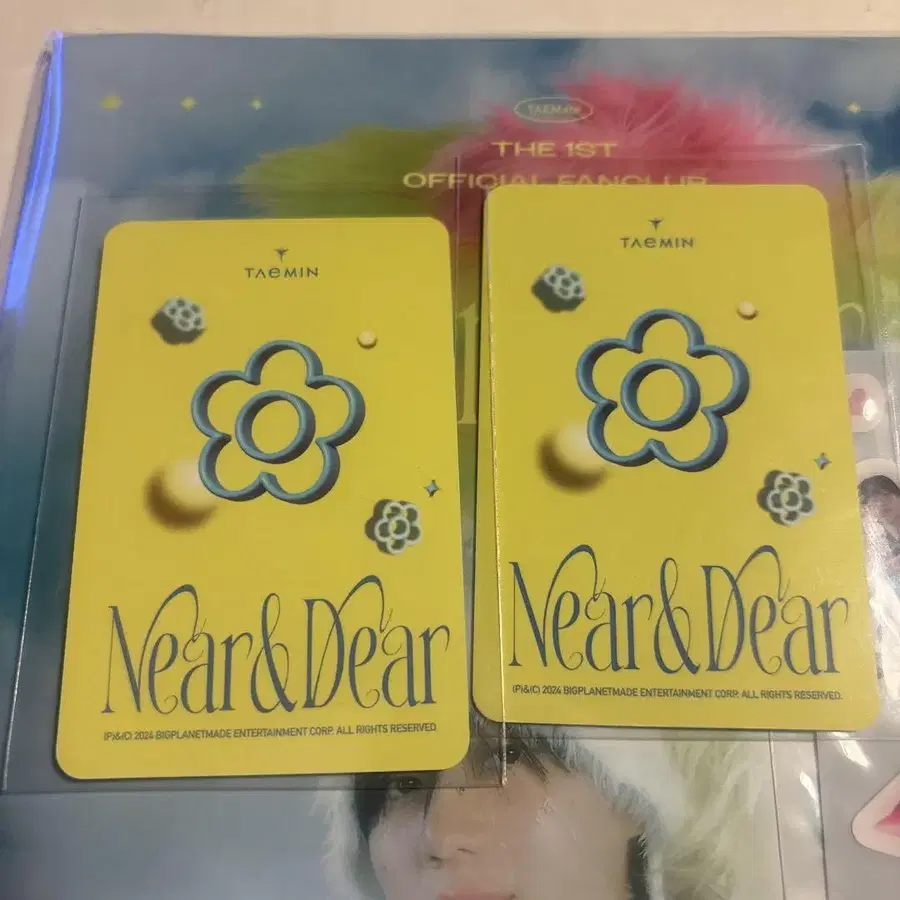 TAEMATE
THE 1ST
OFFICIAL FANCLUB
TAEMIN
Near&Dear
(P)&(C) 2024 BIGPLANETMADE ENTERTAINMENT CORP. ALL RIGHTS RESERVED.
TAEMIN
Near&Dear
(P)&(C) 2024 BIGPLANETMADE ENTERTAINMENT CORP. ALL RIGHTS RESERVED.